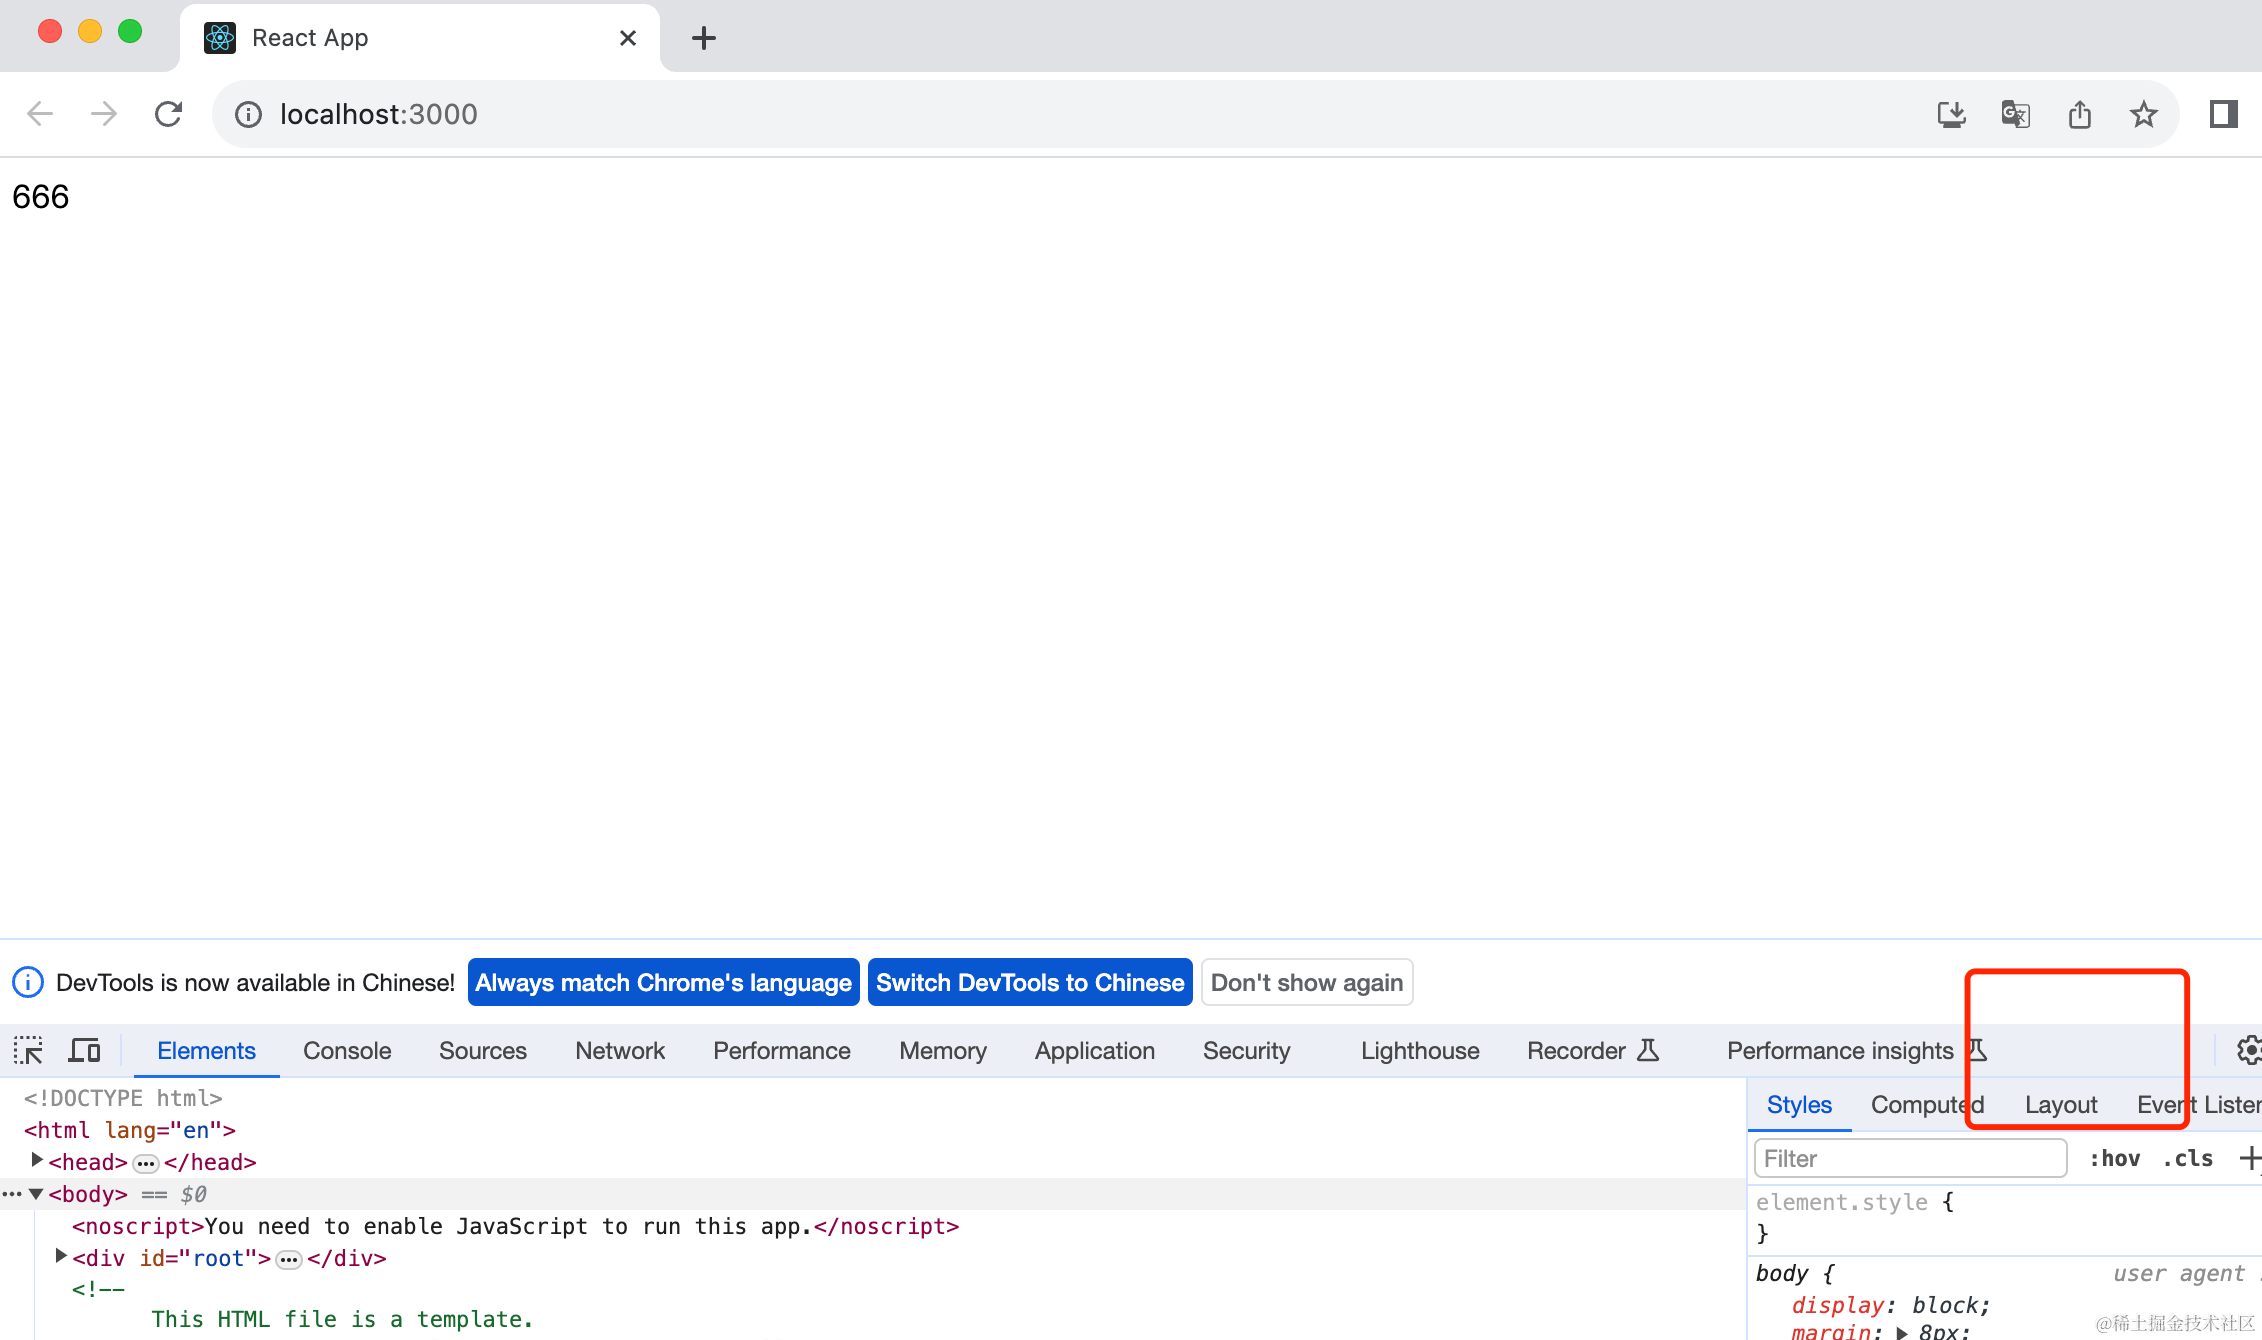 React App
localhost:3000
666
DevTools is now available in Chinese! Always match Chrome's language Switch DevTools to Chinese Don't show again
Elements Console Sources Network Performance Memory Application Security Lighthouse Recorder Performance insights
<!DOCTYPE html>
<html lang="en">
<head> ••• </head>
••• <body> == $0
<noscript>You need to enable JavaScript to run this app.</noscript>
<div id="root"> ••• </div>
<!--
This HTML file is a template.
Styles Computed Layout Event Listen
Filter :hov .cls
element.style {
}
body { user agent
display: block;
margin: 8px;
@稀土掘金技术社区